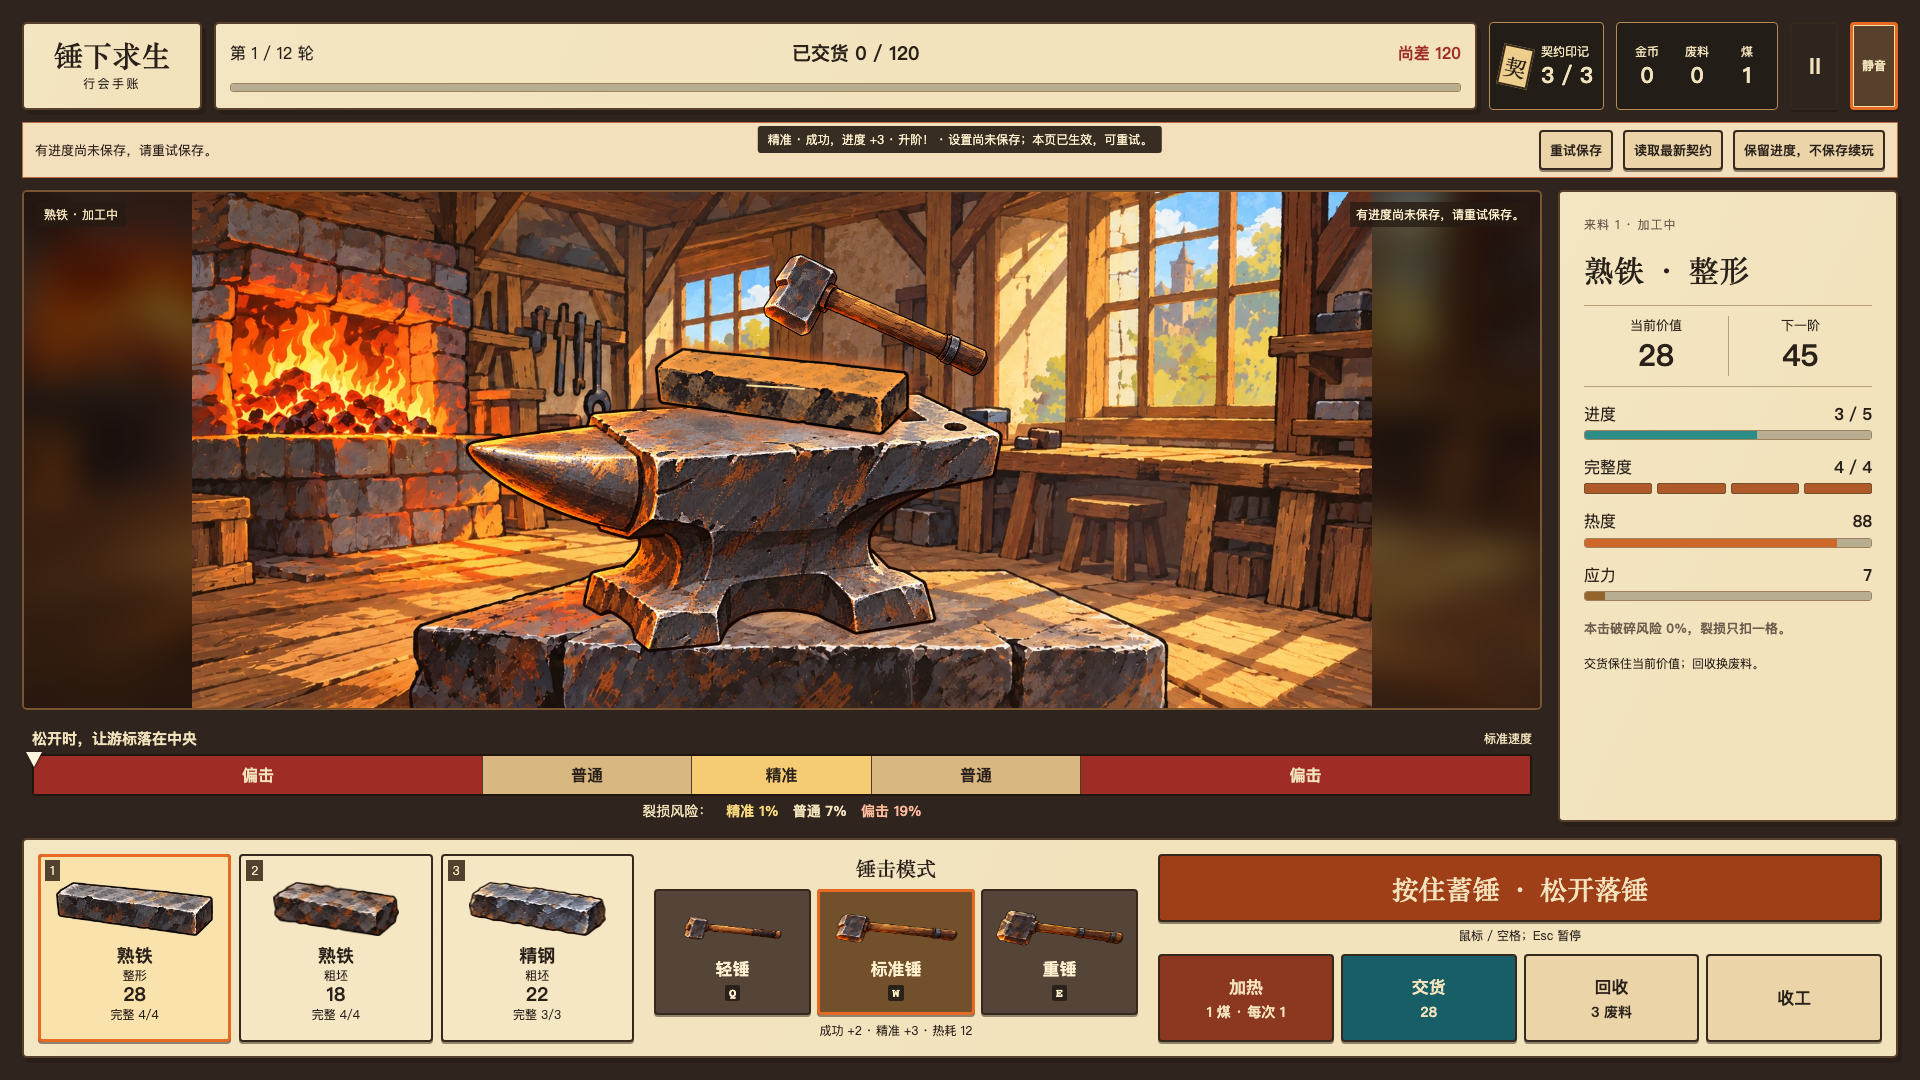 锤下求生
行会手账
第 1 / 12 轮
已交货 0 / 120
尚差 120
契
契约印记
3 / 3
金币
0
废料
0
煤
1
II
静音
有进度尚未保存，请重试保存。
精准 · 成功，进度 +3 · 升阶！ · 设置尚未保存；本页已生效，可重试。
重试保存
读取最新契约
保留进度，不保存续玩
熟铁 · 加工中
有进度尚未保存，请重试保存。
来料 1 · 加工中
熟铁 · 整形
当前价值
28
下一阶
45
进度
3 / 5
完整度
4 / 4
热度
88
应力
7
本击破碎风险 0%，裂损只扣一格。
交货保住当前价值；回收换废料。
松开时，让游标落在中央
标准速度
偏击
普通
精准
普通
偏击
裂损风险： 精准 1% 普通 7% 偏击 19%
1
熟铁
整形
28
完整 4/4
2
熟铁
粗坯
18
完整 4/4
3
精钢
粗坯
22
完整 3/3
锤击模式
轻锤
Q
标准锤
W
重锤
E
成功 +2 · 精准 +3 · 热耗 12
按住蓄锤 · 松开落锤
鼠标 / 空格；Esc 暂停
加热
1 煤 · 每次 1
交货
28
回收
3 废料
收工